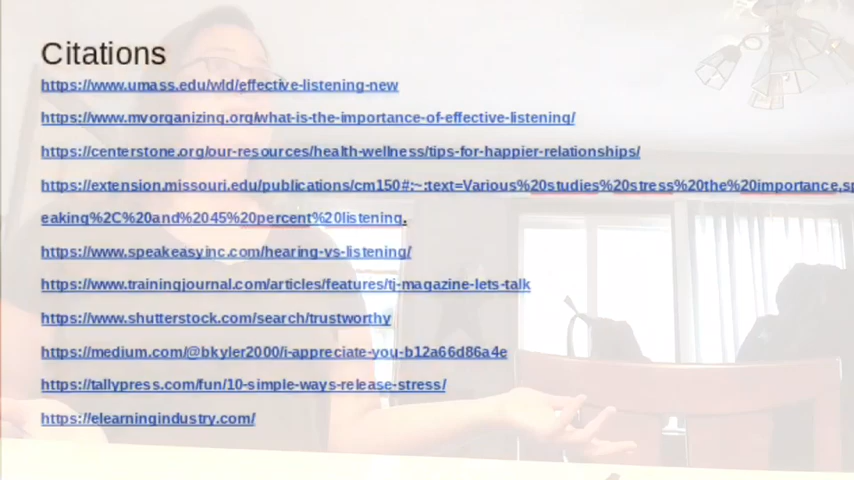 Citations
https://www.umass.edu/wld/effective-listening-new
https://www.mvorganizing.org/what-is-the-importance-of-effective-listening/
https://centerstone.org/our-resources/health-wellness/tips-for-happier-relationships/
https://extension.missouri.edu/publications/cm150#:~:text=Various%20studies%20stress%20the%20importance,sp
eaking%2C%20and%2045%20percent%20listening.
https://www.speakeasyinc.com/hearing-vs-listening/
https://www.trainingjournal.com/articles/features/tj-magazine-lets-talk
https://www.shutterstock.com/search/trustworthy
https://medium.com/@bkyler2000/i-appreciate-you-b12a66d86a4e
https://tallypress.com/fun/10-simple-ways-release-stress/
https://elearningindustry.com/